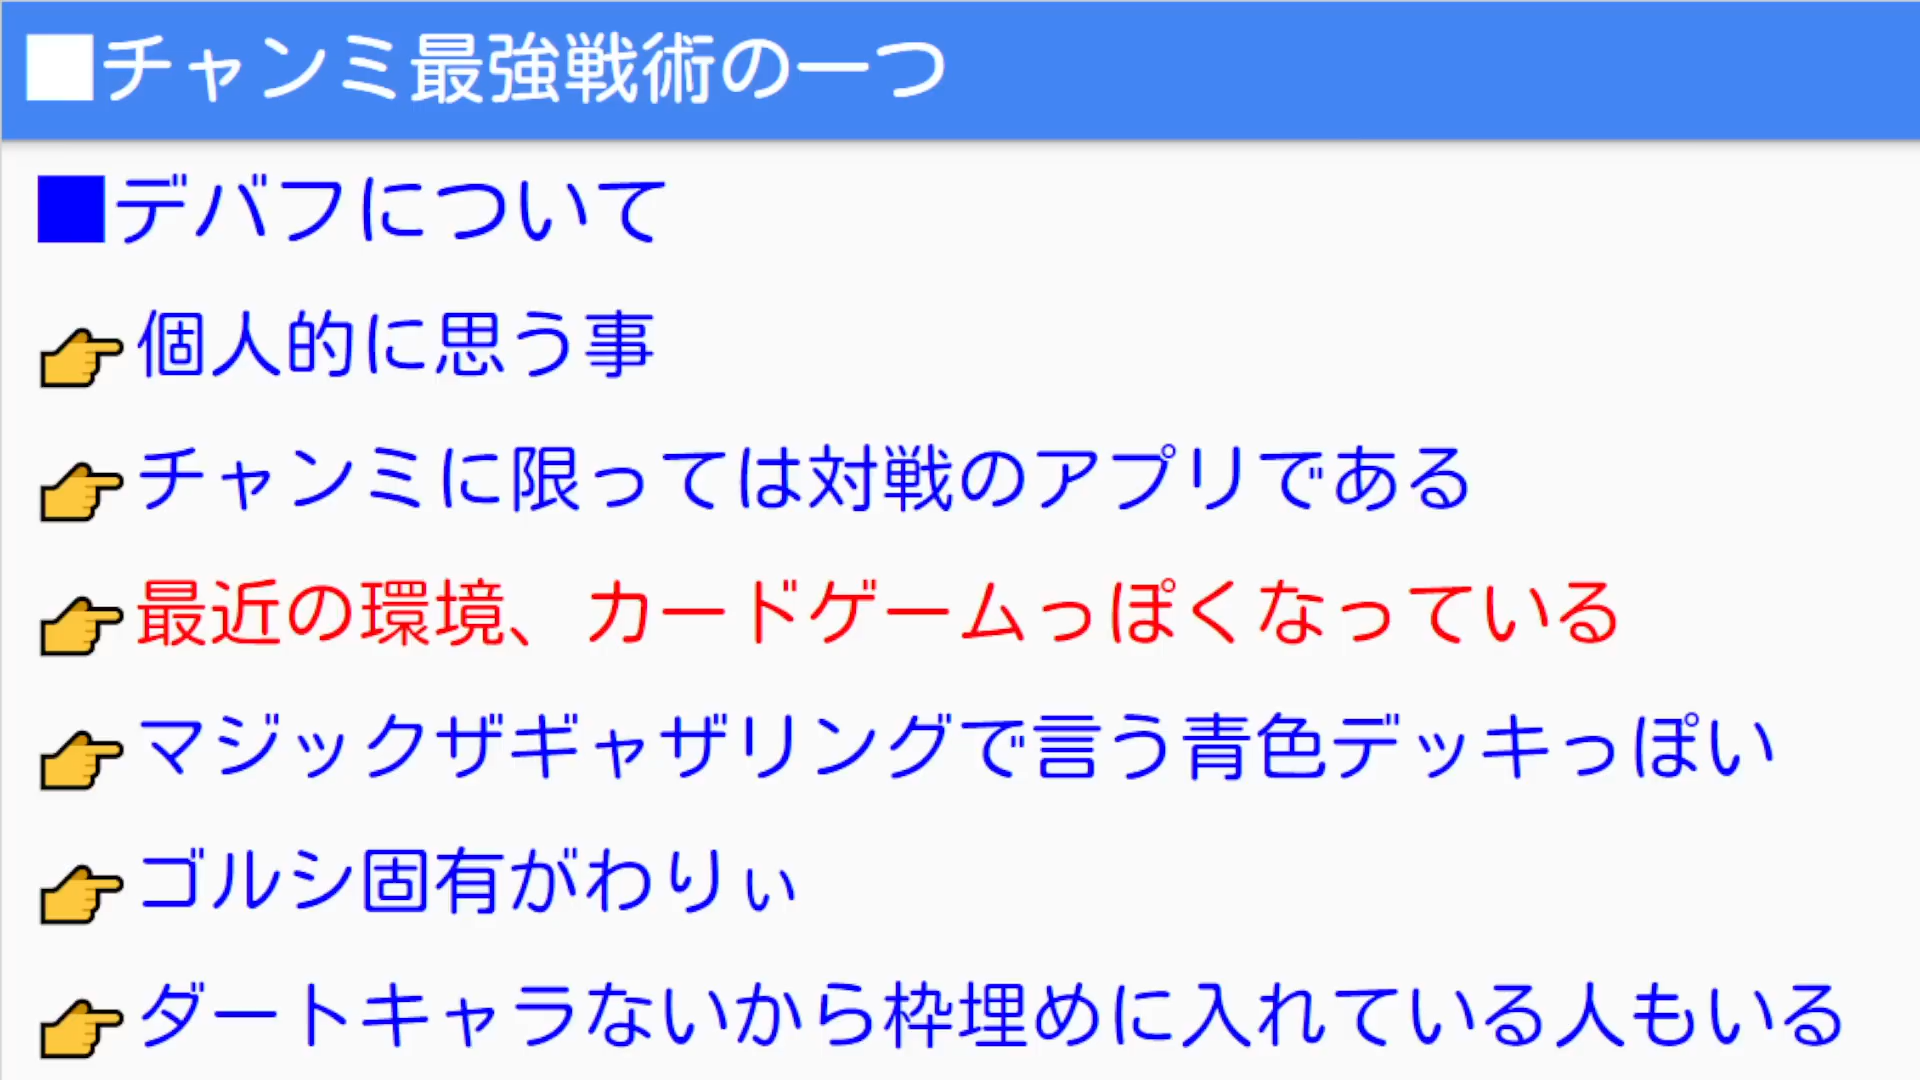 ■チャンミ最強戦術の一つ
■デバフについて
👉個人的に思う事
👉チャンミに限っては対戦のアプリである
👉最近の環境、カードゲームっぽくなっている
👉マジックザギャザリングで言う青色デッキっぽい
👉ゴルシ固有がわりぃ
👉ダートキャラないから枠埋めに入れている人もいる